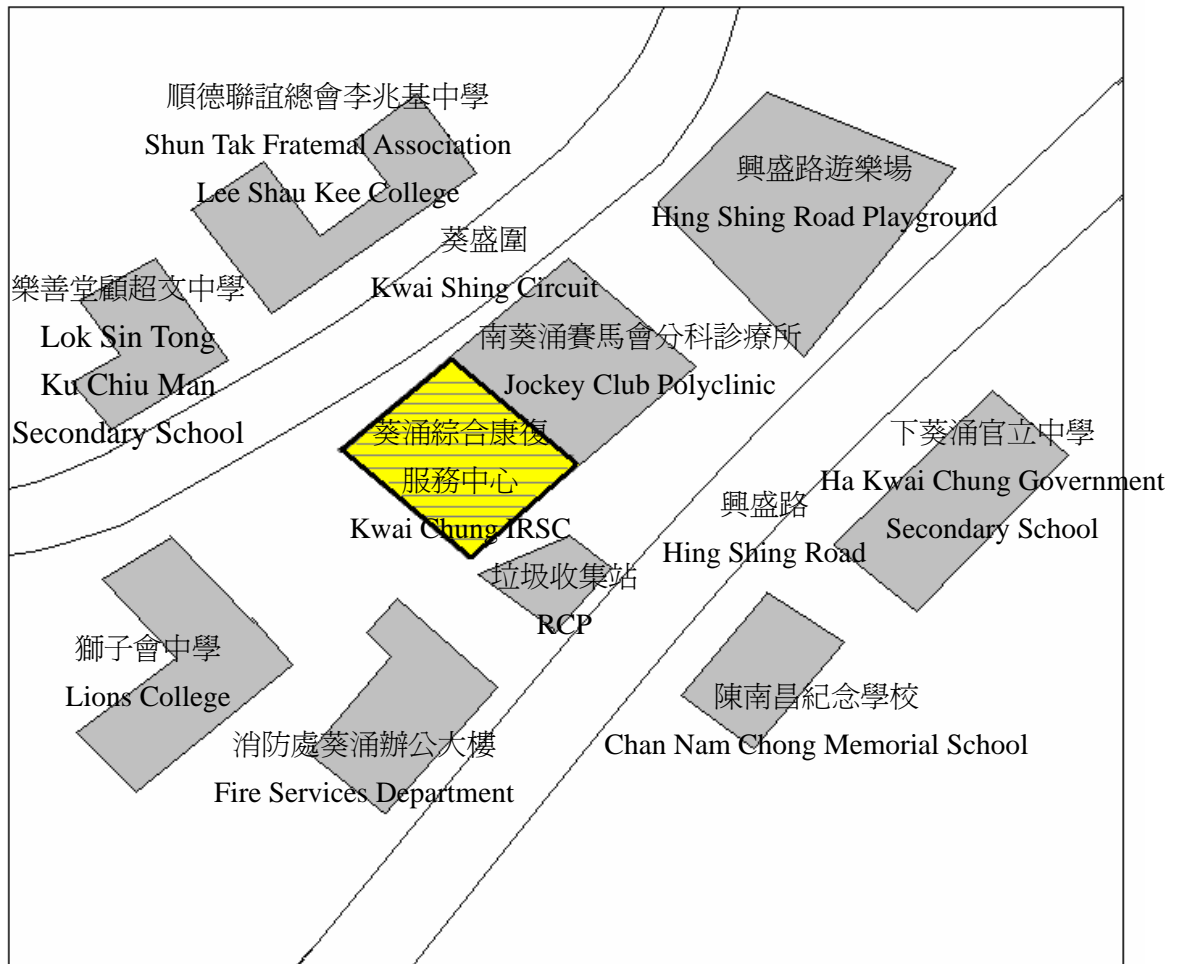 順德聯誼總會李兆基中學
Shun Tak Fratemal Association
Lee Shau Kee College
興盛路遊樂場
Hing Shing Road Playground
葵盛圍
Kwai Shing Circuit
樂善堂顧超文中學
Lok Sin Tong
Ku Chiu Man
Secondary School
南葵涌賽馬會分科診療所
Jockey Club Polyclinic
葵涌綜合康復
服務中心
Kwai Chung IRSC
下葵涌官立中學
Ha Kwai Chung Government
Secondary School
興盛路
Hing Shing Road
垃圾收集站
RCP
獅子會中學
Lions College
陳南昌紀念學校
Chan Nam Chong Memorial School
消防處葵涌辦公大樓
Fire Services Department